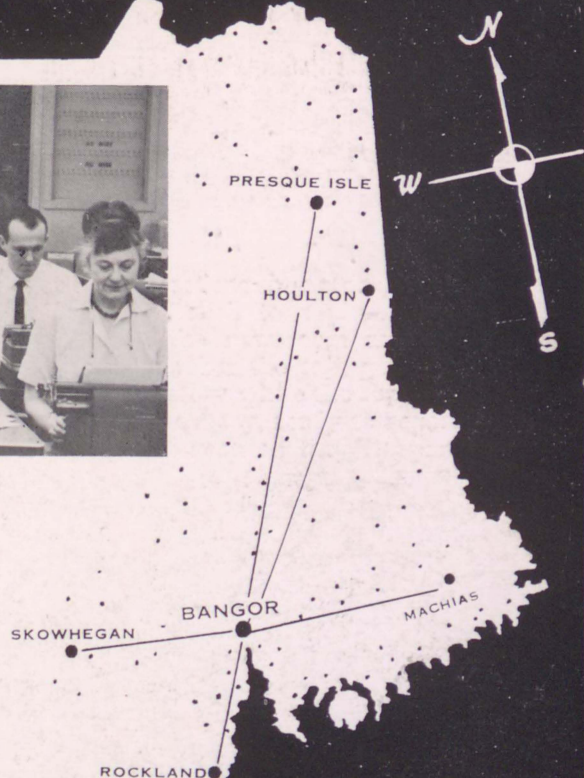 N
W
S
PRESQUE ISLE
HOULTON
BANGOR
MACHIAS
SKOWHEGAN
ROCKLAND